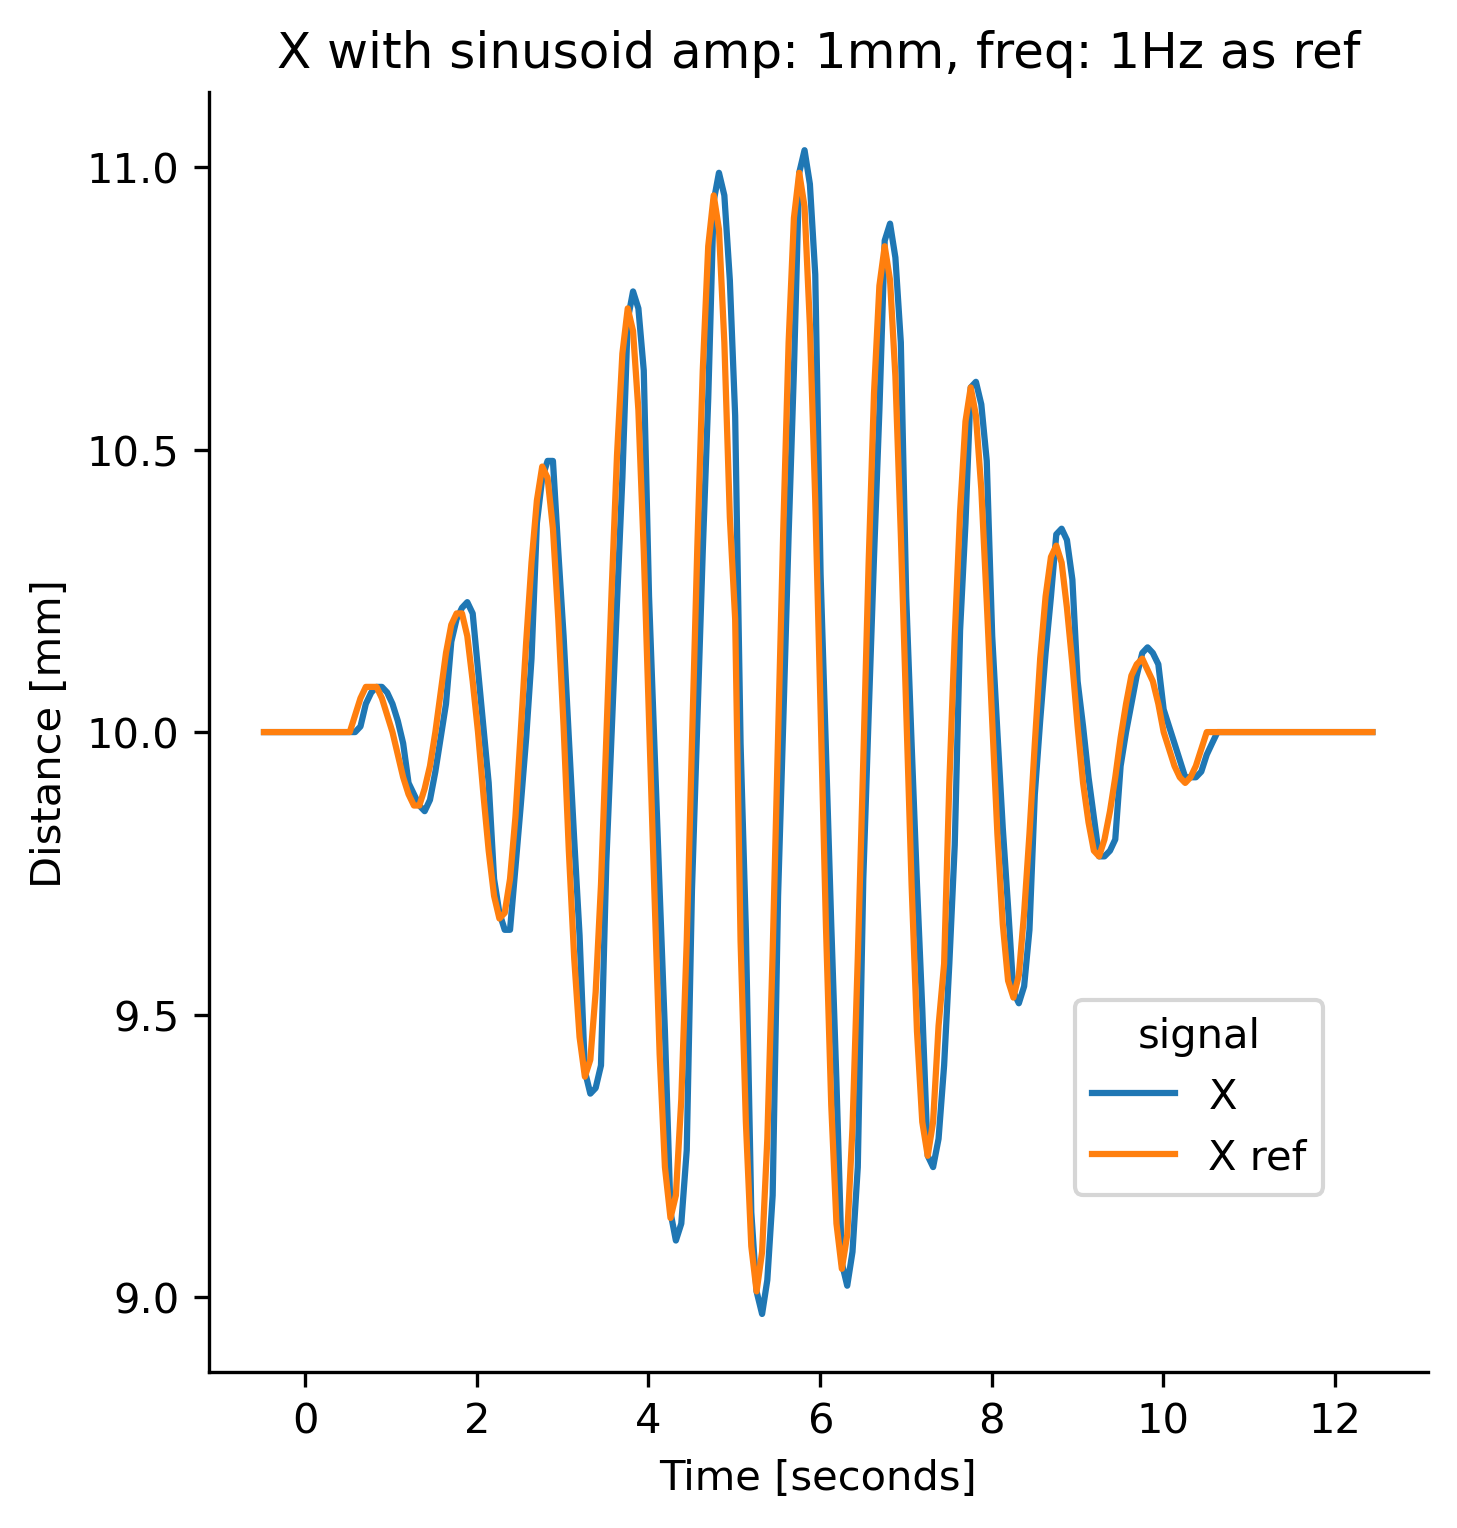 X with sinusoid amp: 1mm, freq: 1Hz as ref
11.0
10.5
10.0
9.5
9.0
Distance [mm]
signal
X
X ref
0 2 4 6 8 10 12
Time [seconds]